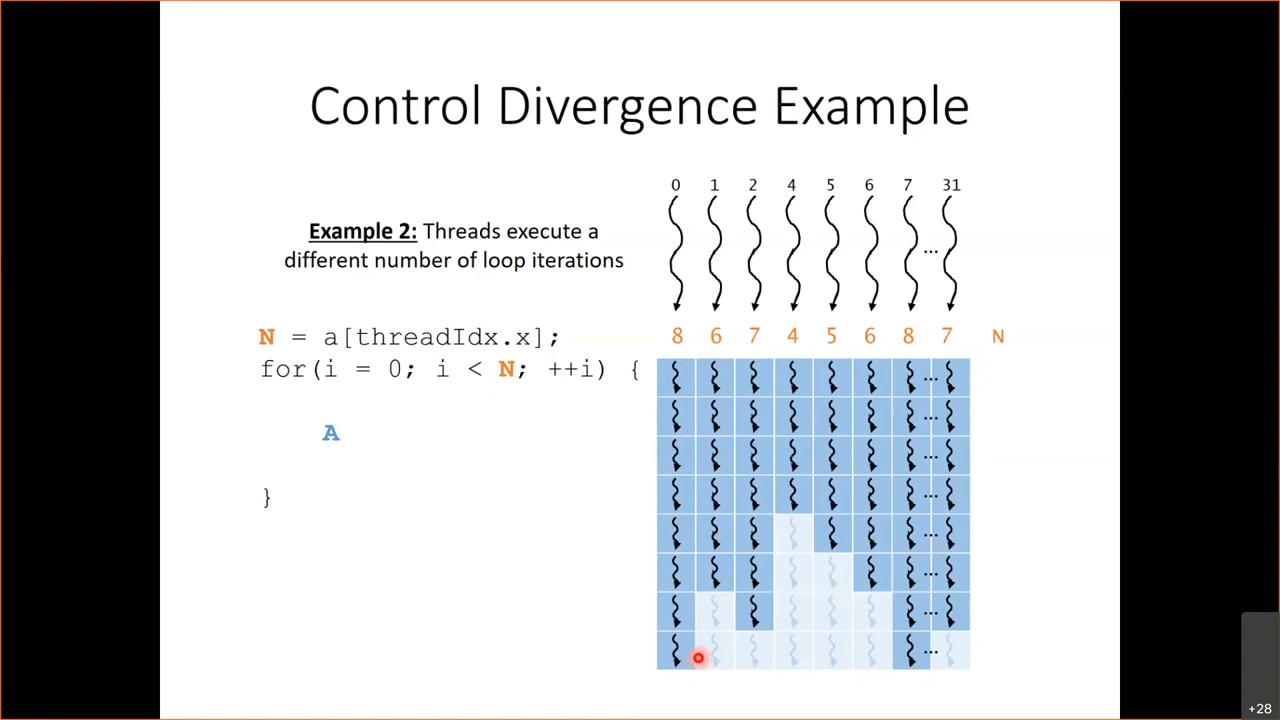 Control Divergence Example
Example 2: Threads execute a
different number of loop iterations
N = a[threadIdx.x];
for(i = 0; i < N; ++i) {
A
}
0 1 2 4 5 6 7 31
...
8 6 7 4 5 6 8 7 N
...
...
...
...
...
...
...
...
+28